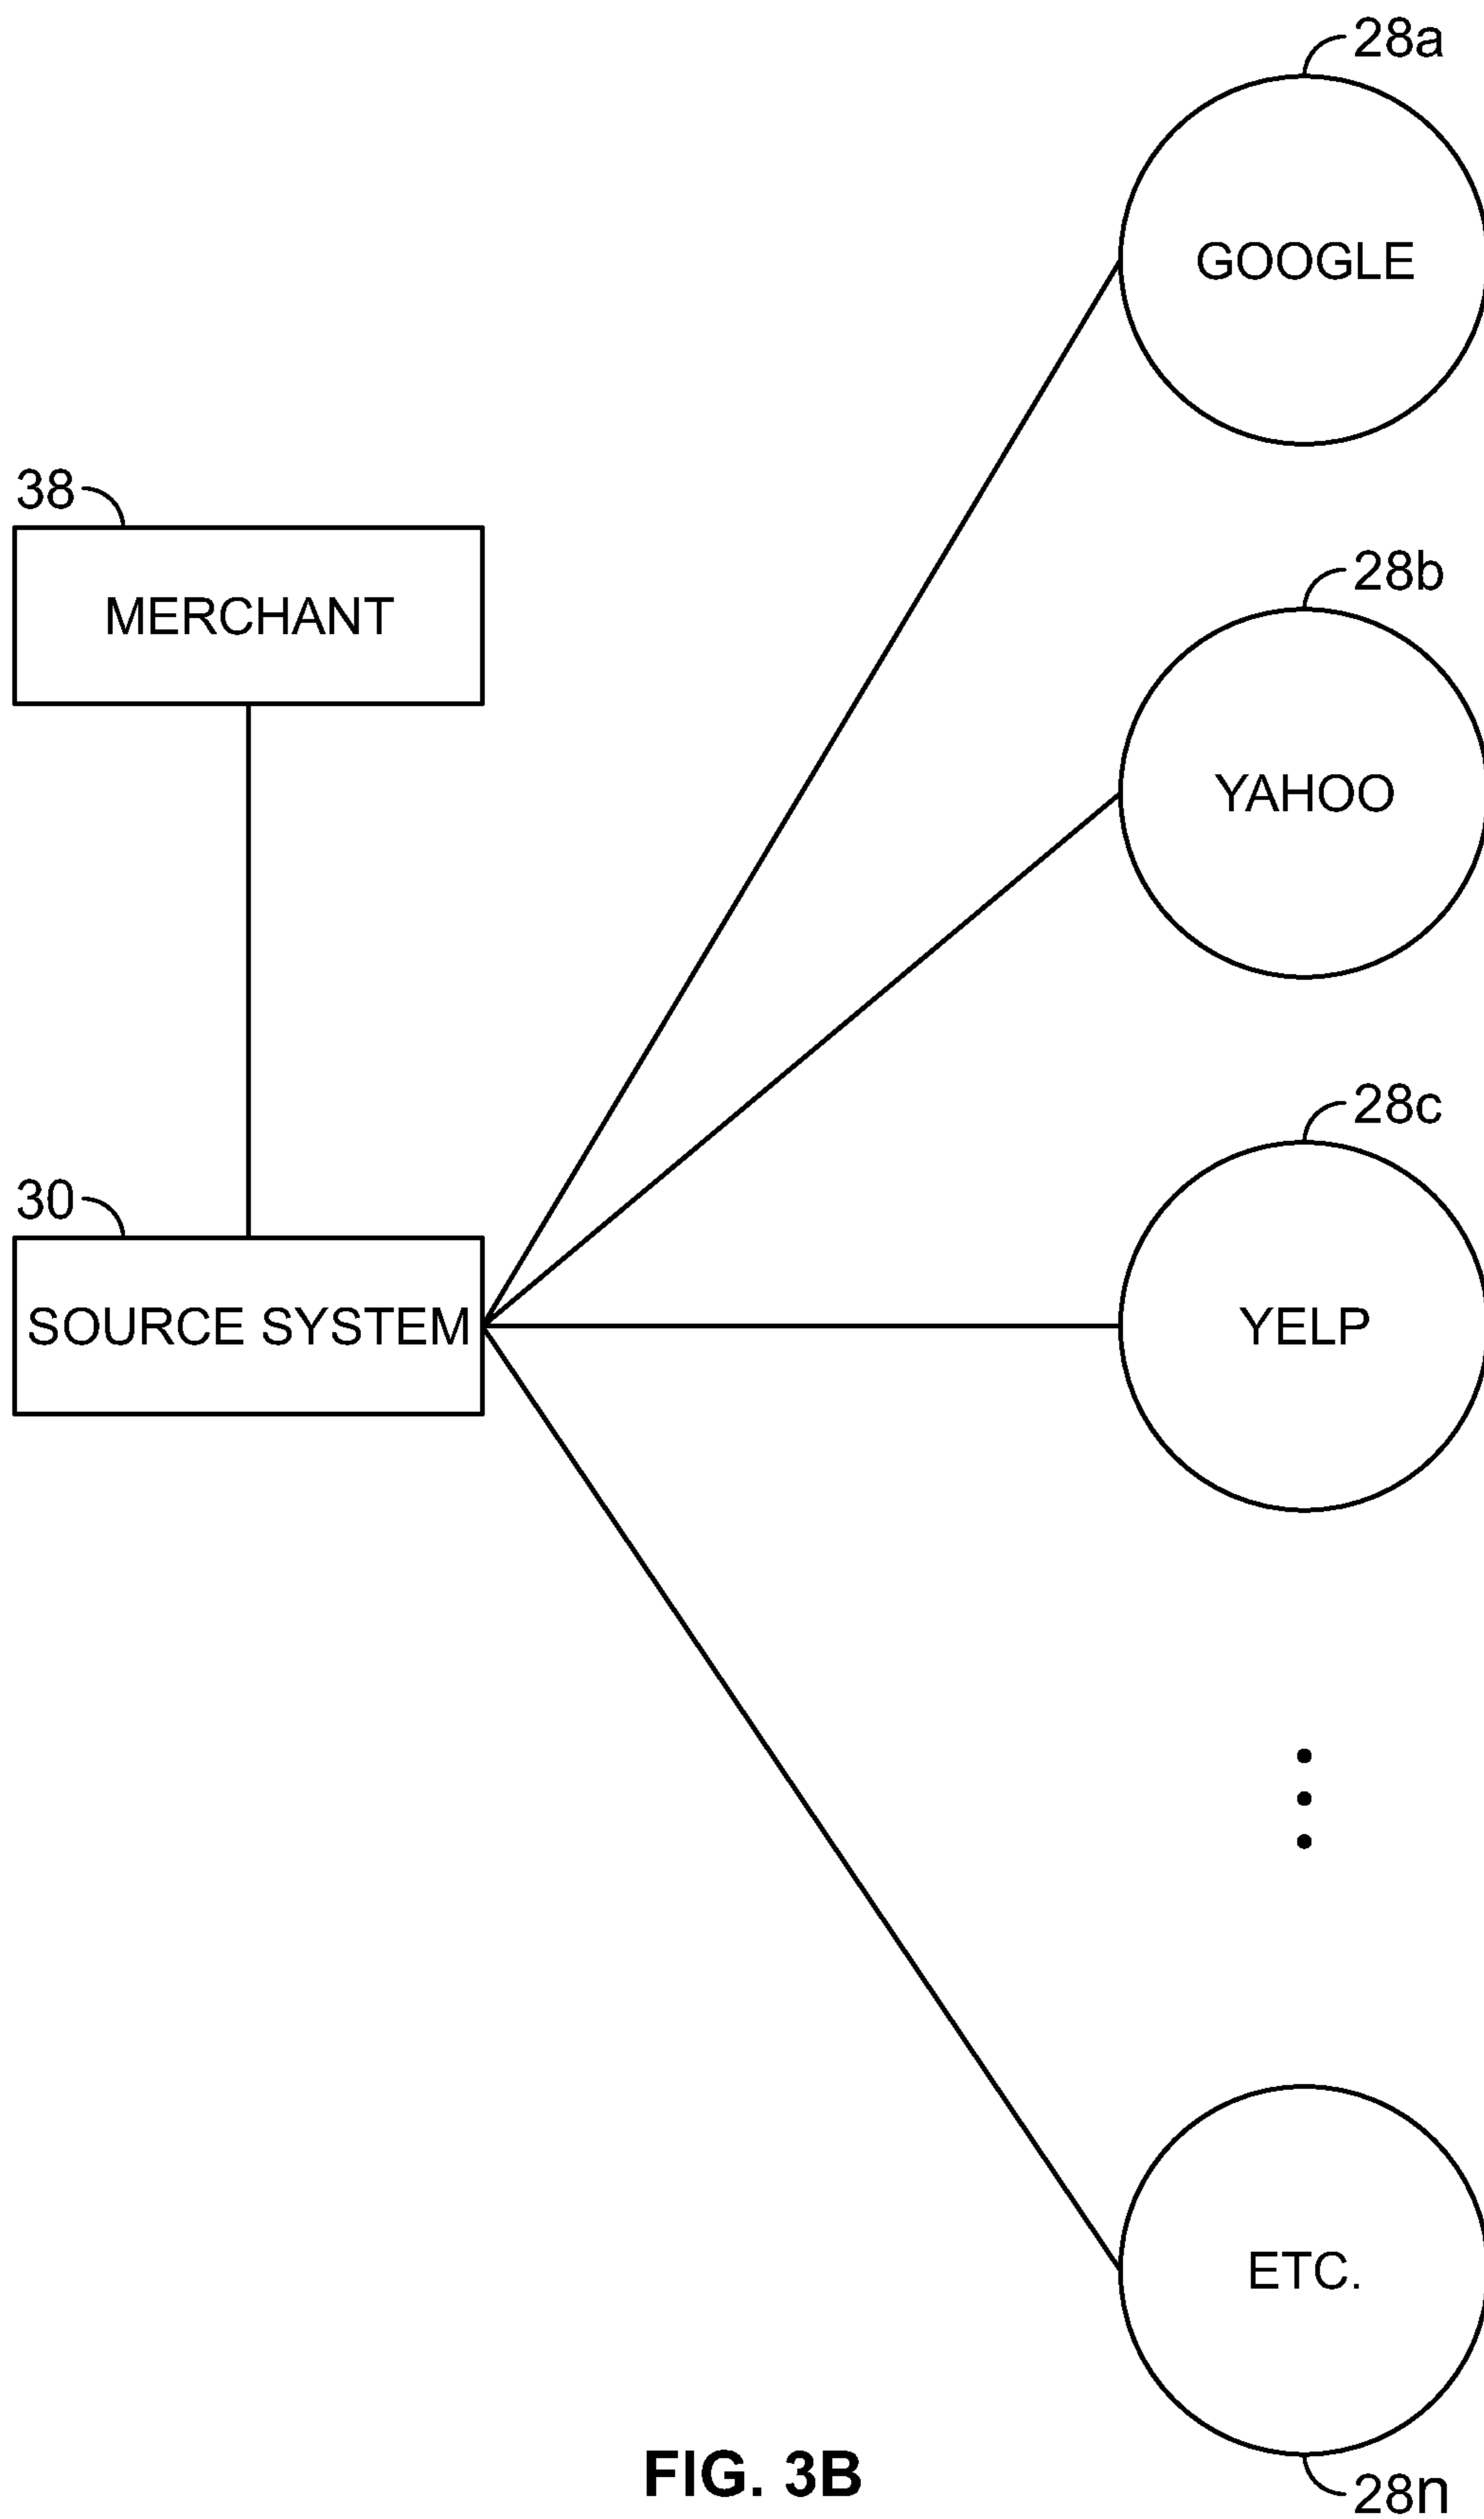 28a
GOOGLE
38
MERCHANT
28b
YAHOO
28c
30
SOURCE SYSTEM
YELP
ETC.
FIG. 3B
28n